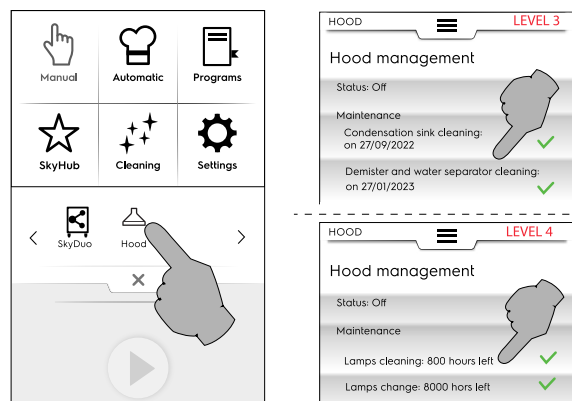 Manual Automatic Programs
SkyHub Cleaning Settings
SkyDuo Hood
HOOD LEVEL 3
Hood management
Status: Off
Maintenance
Condensation sink cleaning:
on 27/09/2022
Demister and water separator cleaning:
on 27/01/2023
HOOD LEVEL 4
Hood management
Status: Off
Maintenance
Lamps cleaning: 800 hours left
Lamps change: 8000 hors left